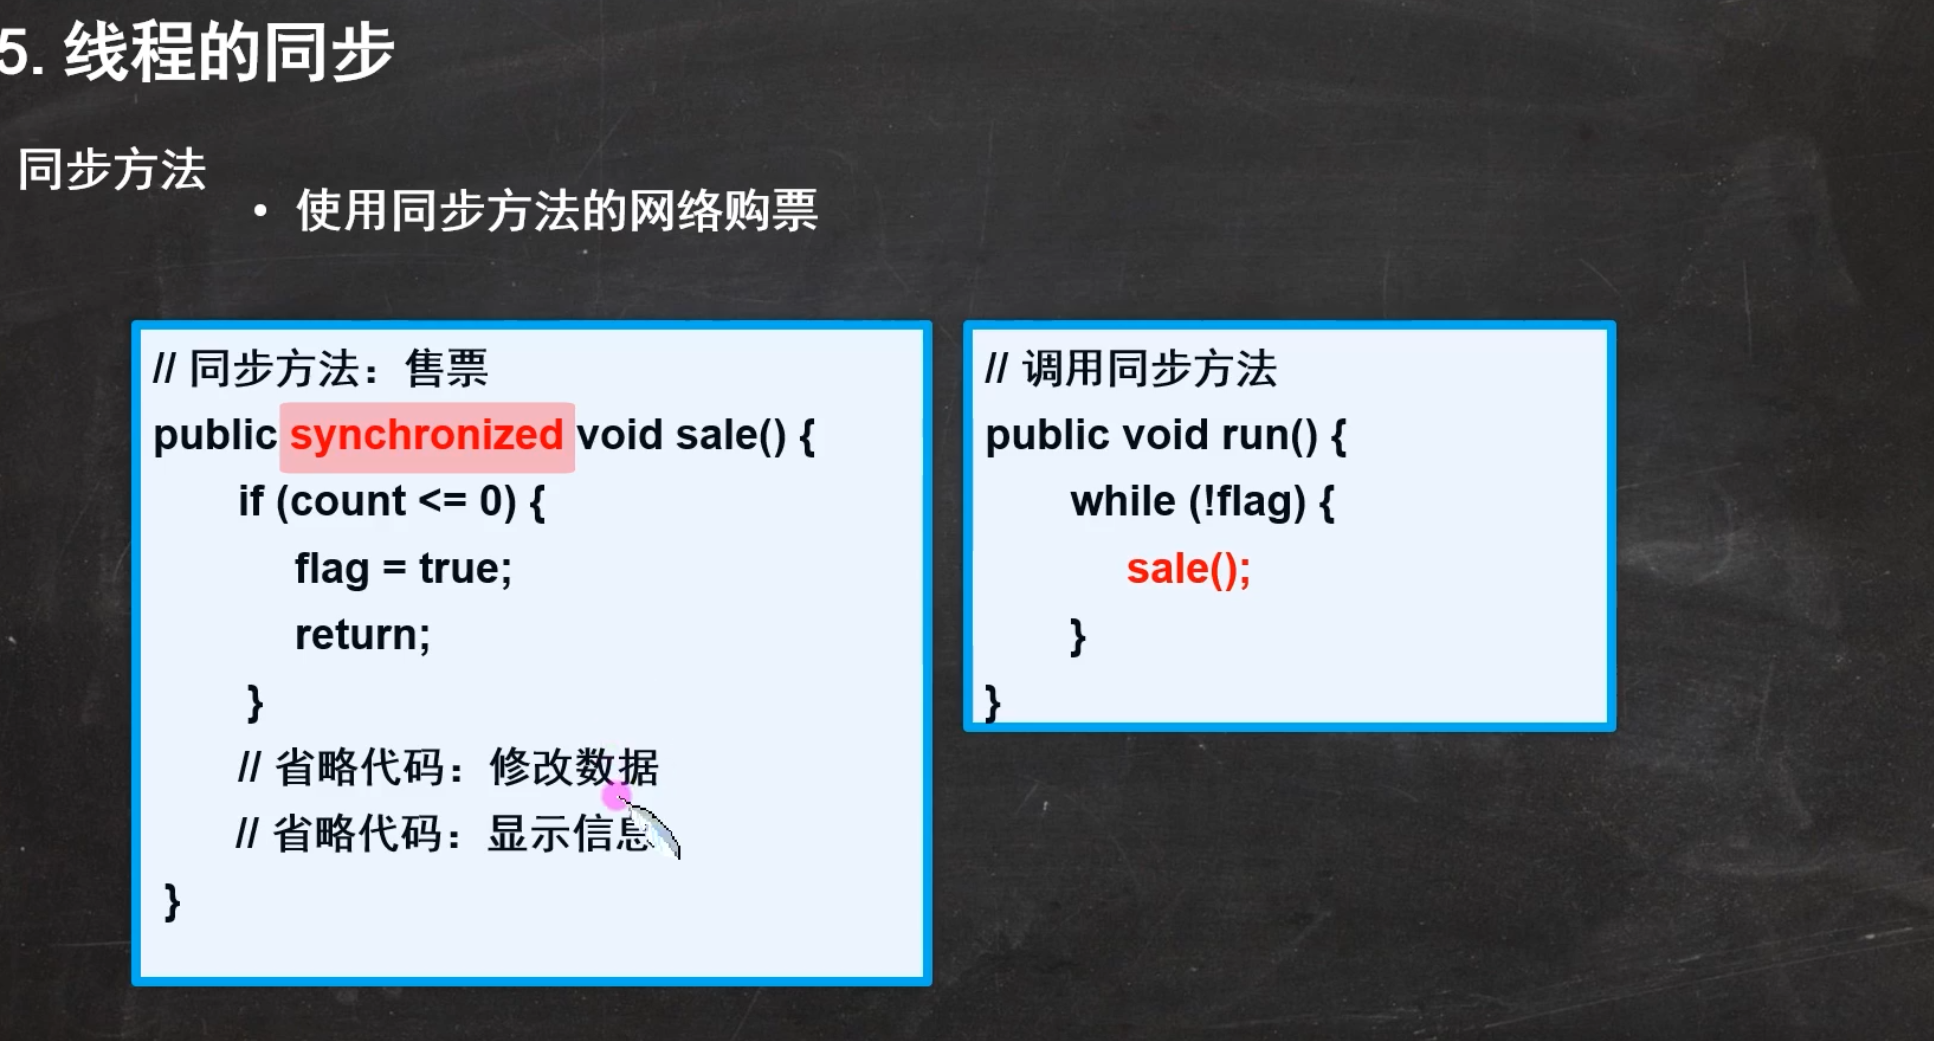 5. 线程的同步
同步方法
• 使用同步方法的网络购票
// 同步方法：售票
public synchronized void sale() {
if (count <= 0) {
flag = true;
return;
}
// 省略代码：修改数据
// 省略代码：显示信息
}
// 调用同步方法
public void run() {
while (!flag) {
sale();
}
}